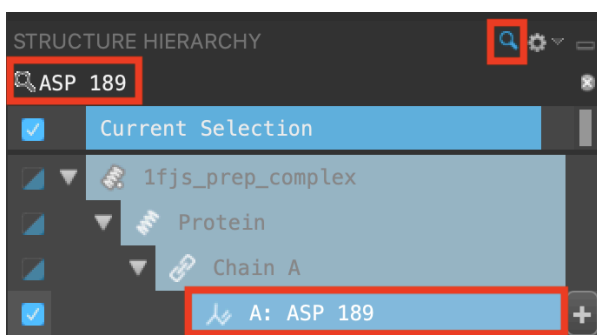 STRUCTURE HIERARCHY
ASP 189
Current Selection
1fjs_prep_complex
Protein
Chain A
A: ASP 189